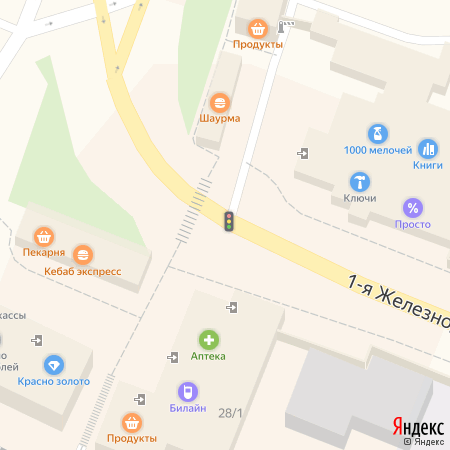 Продукты
Шаурма
1000 мелочей
Книги
Ключи
Просто
Пекарня
Кебаб экспресс
1-я Железно
кассы
Аптека
Красно золото
Билайн
28/1
Продукты
Яндекс
© Яндекс